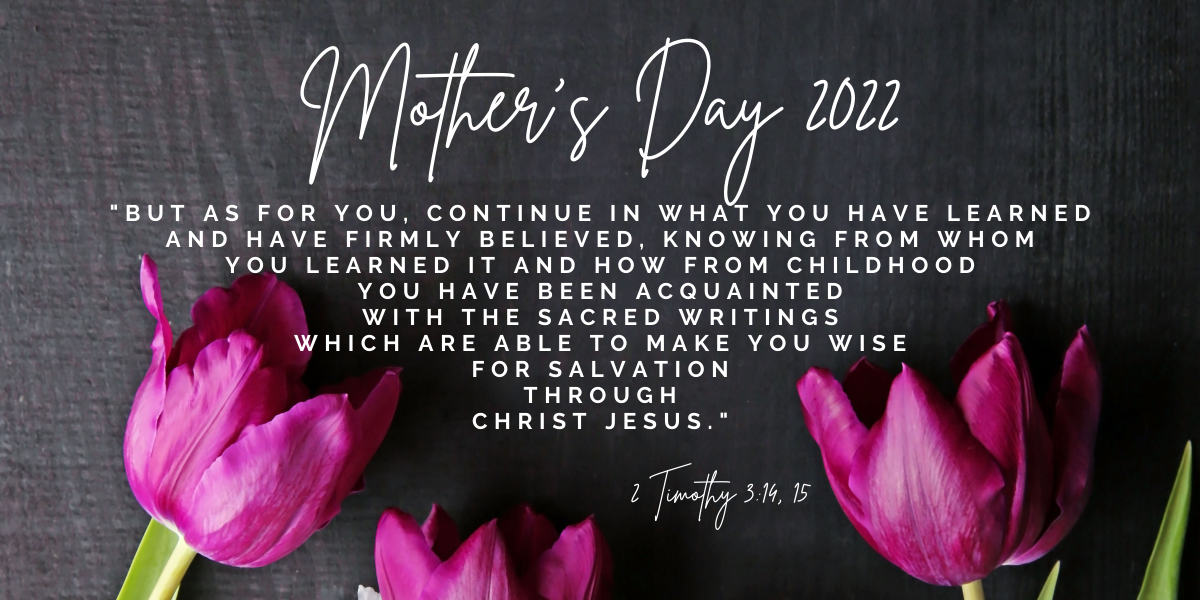 Mother's Day 2022
"BUT AS FOR YOU, CONTINUE IN WHAT YOU HAVE LEARNED
AND HAVE FIRMLY BELIEVED, KNOWING FROM WHOM
YOU LEARNED IT AND HOW FROM CHILDHOOD
YOU HAVE BEEN ACQUAINTED
WITH THE SACRED WRITINGS
WHICH ARE ABLE TO MAKE YOU WISE
FOR SALVATION
THROUGH
CHRIST JESUS."
2 Timothy 3:14, 15